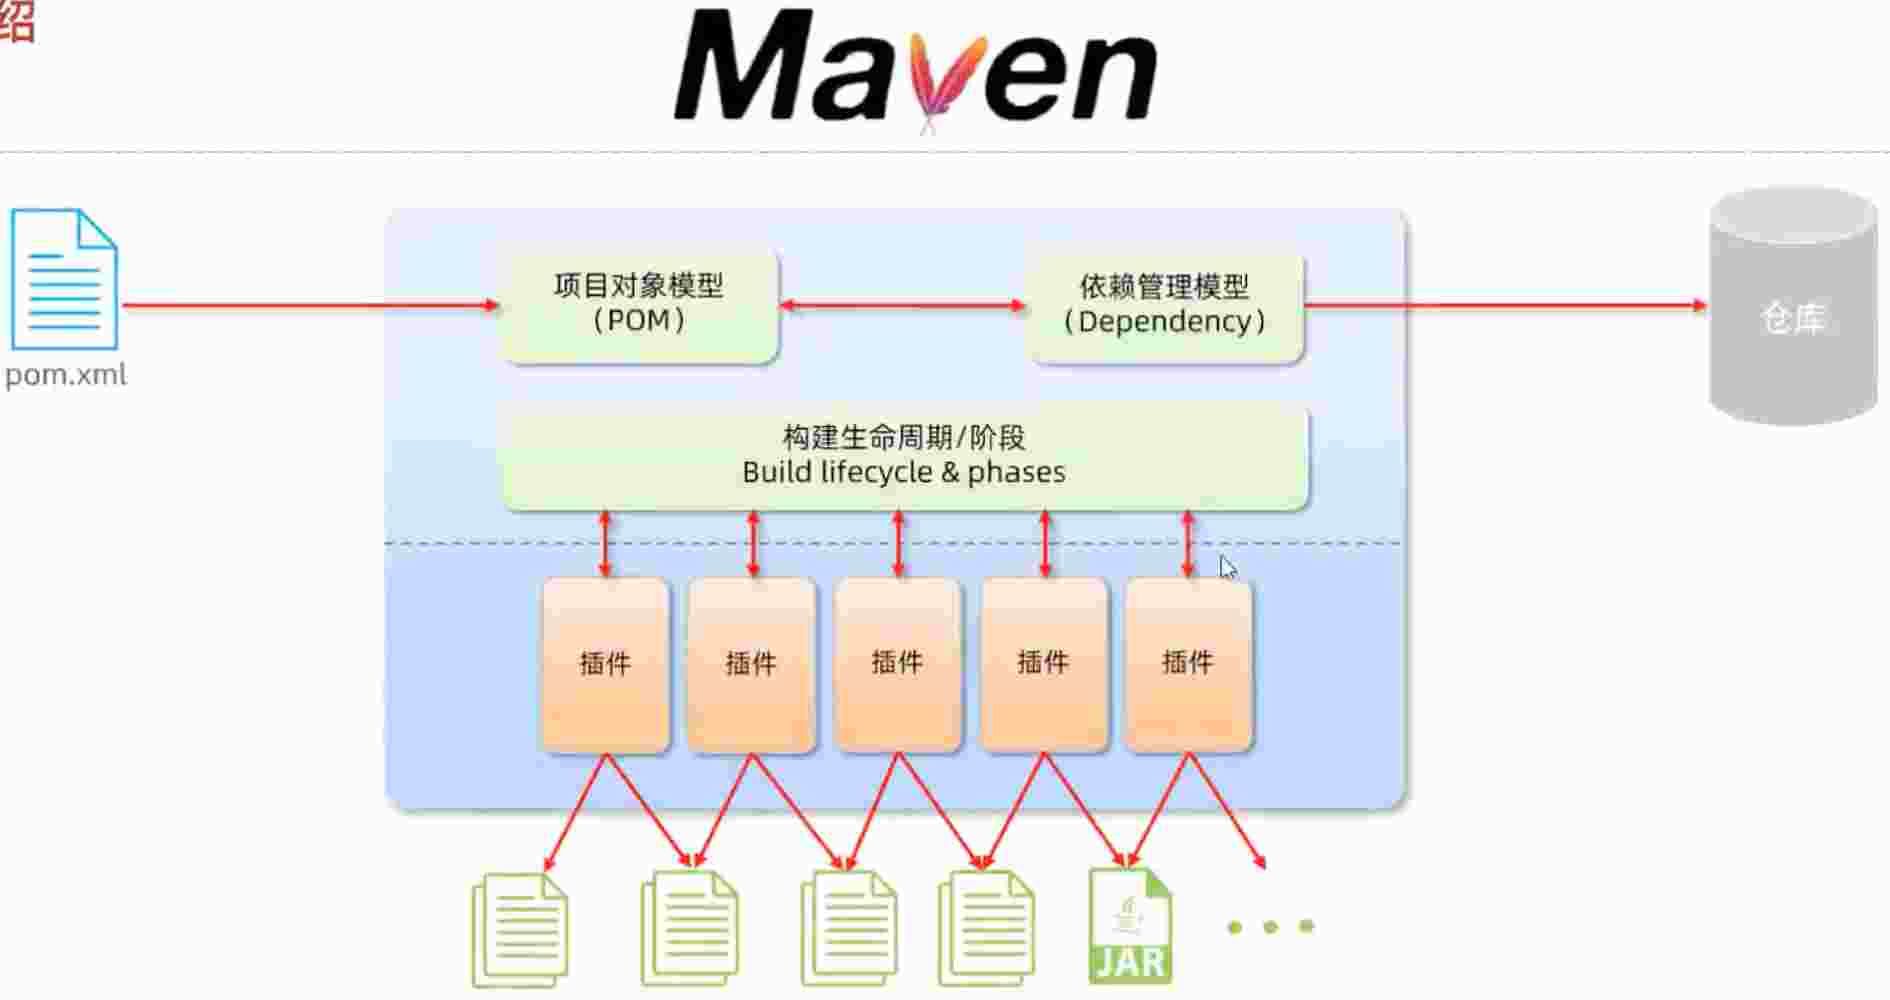 绍
Maven
pom.xml
项目对象模型
（POM）
依赖管理模型
（Dependency）
仓库
构建生命周期/阶段
Build lifecycle & phases
插件
插件
插件
插件
插件
JAR